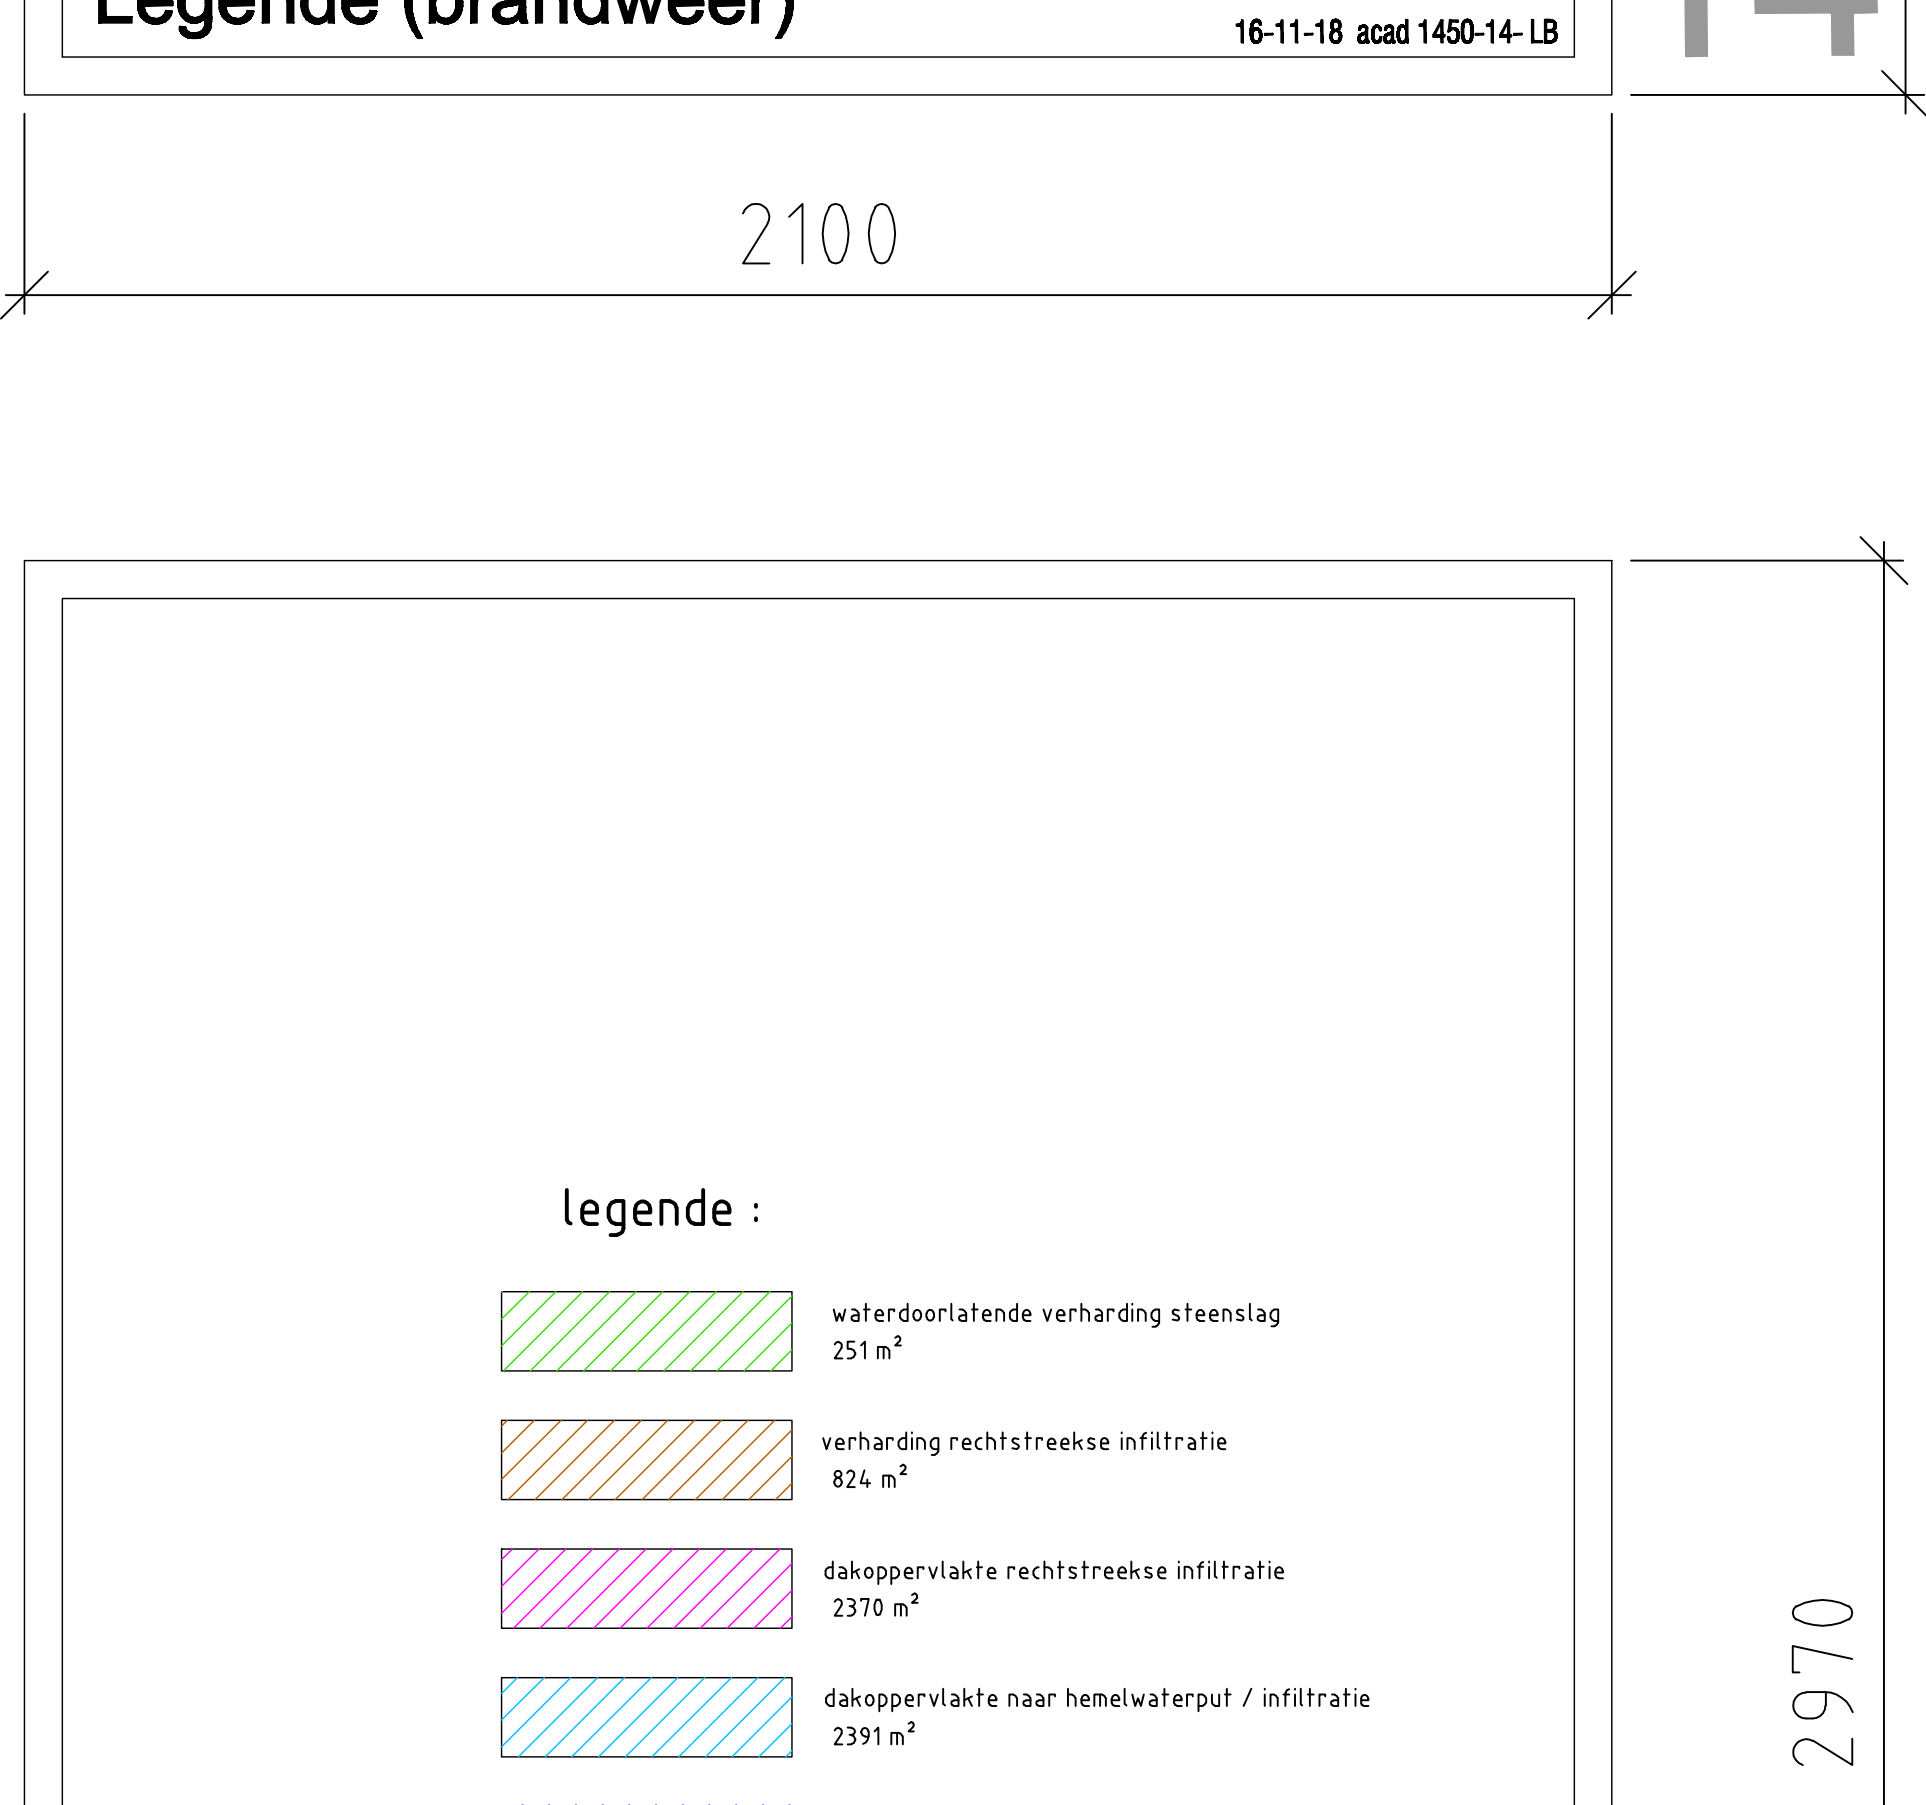 Legende (brandweer)
16-11-18 acad 1450-14- LB
2100
legende :
waterdoorlatende verharding steenslag
251 m²
verharding rechtstreekse infiltratie
824 m²
dakoppervlakte rechtstreekse infiltratie
2370 m²
dakoppervlakte naar hemelwaterput / infiltratie
2391 m²
2970